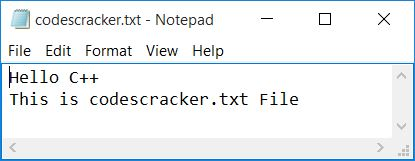 codescracker.txt - Notepad
File Edit Format View Help
Hello C++
This is codescracker.txt File